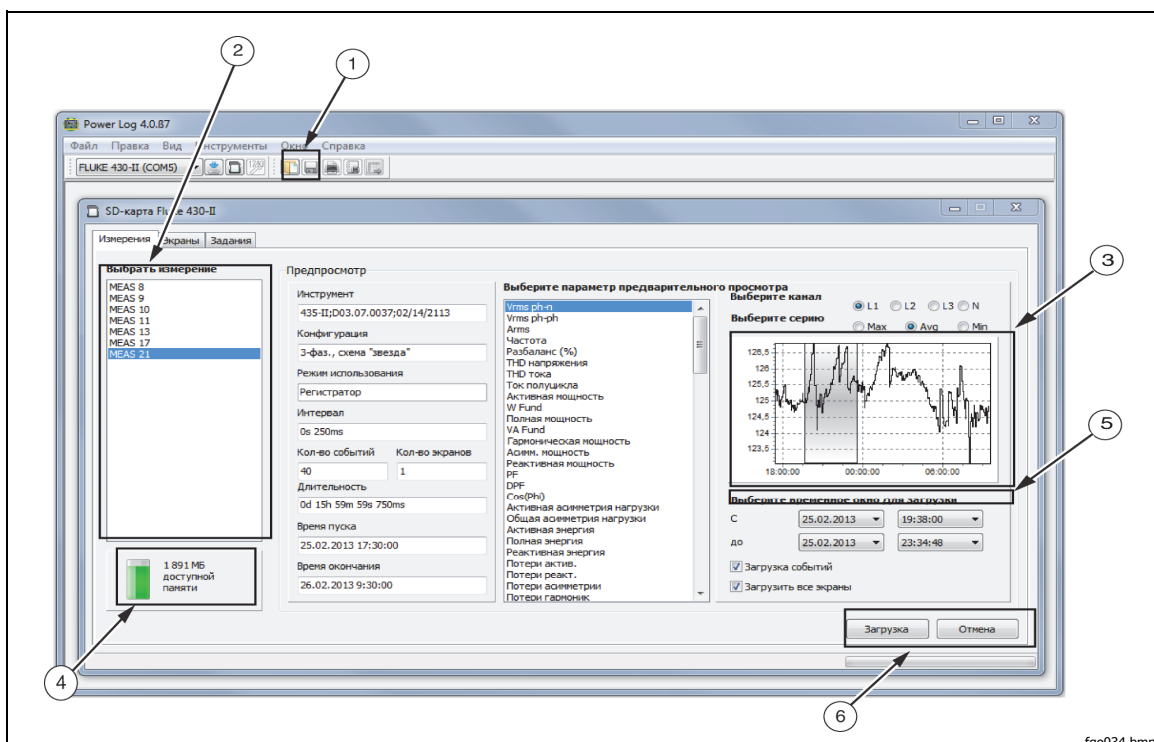 2
1
Power Log 4.0.87
Файл Правка Вид Инструменты Окно Справка
FLUKE 430-II (COM5)
SD-карта Fluke 430-II
Измерения Экраны Задания
Выбрать измерение
MEAS 8
MEAS 9
MEAS 10
MEAS 11
MEAS 13
MEAS 17
MEAS 21
1 891 МБ
доступной
памяти
4
Предпросмотр
Инструмент
435-II;D03.07.0037;02/14/2113
Конфигурация
3-фаз., схема "звезда"
Режим использования
Регистратор
Интервал
0s 250ms
Кол-во событий Кол-во экранов
40 1
Длительность
0d 15h 59m 59s 750ms
Время пуска
25.02.2013 17:30:00
Время окончания
26.02.2013 9:30:00
Выберите параметр предварительного просмотра
Vrms ph-n
Vrms ph-ph
Arms
Частота
Разбаланс (%)
THD напряжения
THD тока
Ток полуцикла
Активная мощность
W Fund
Полная мощность
VA Fund
Гармоническая мощность
Асимм. мощность
Реактивная мощность
PF
DPF
Cos(Phi)
Активная асимметрия нагрузки
Общая асимметрия нагрузки
Активная энергия
Полная энергия
Реактивная энергия
Потери актив.
Потери реакт.
Потери асимметрии
Потери гармоник
Выберите канал
L1 L2 L3 N
Выберите серию
Max Avg Min
3
126,5
126
125,5
125
124,5
124
123,5
18:00:00 00:00:00 06:00:00
5
Выберите временное окно для загрузки
С 25.02.2013 19:38:00
до 25.02.2013 23:34:48
Загрузка событий
Загрузить все экраны
Загрузка Отмена
6